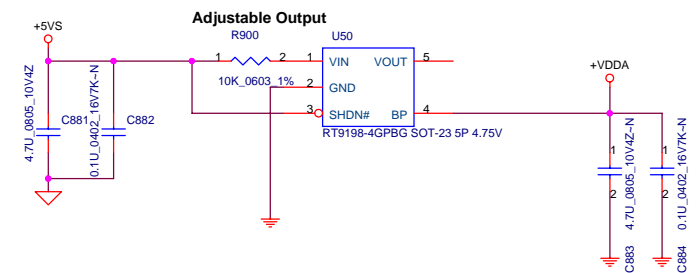 Adjustable Output
+5VS
R900
U50
1
2
10K_0603_1%
1
VIN
VOUT
5
2
GND
3
SHDN#
BP
4
RT9198-4GPBG SOT-23 5P 4.75V
+VDDA
C881
4.7U_0805_10V4Z
C882
0.1U_0402_16V7K~N
1
2
C883
4.7U_0805_10V4Z~N
1
2
C884
0.1U_0402_16V7K~N